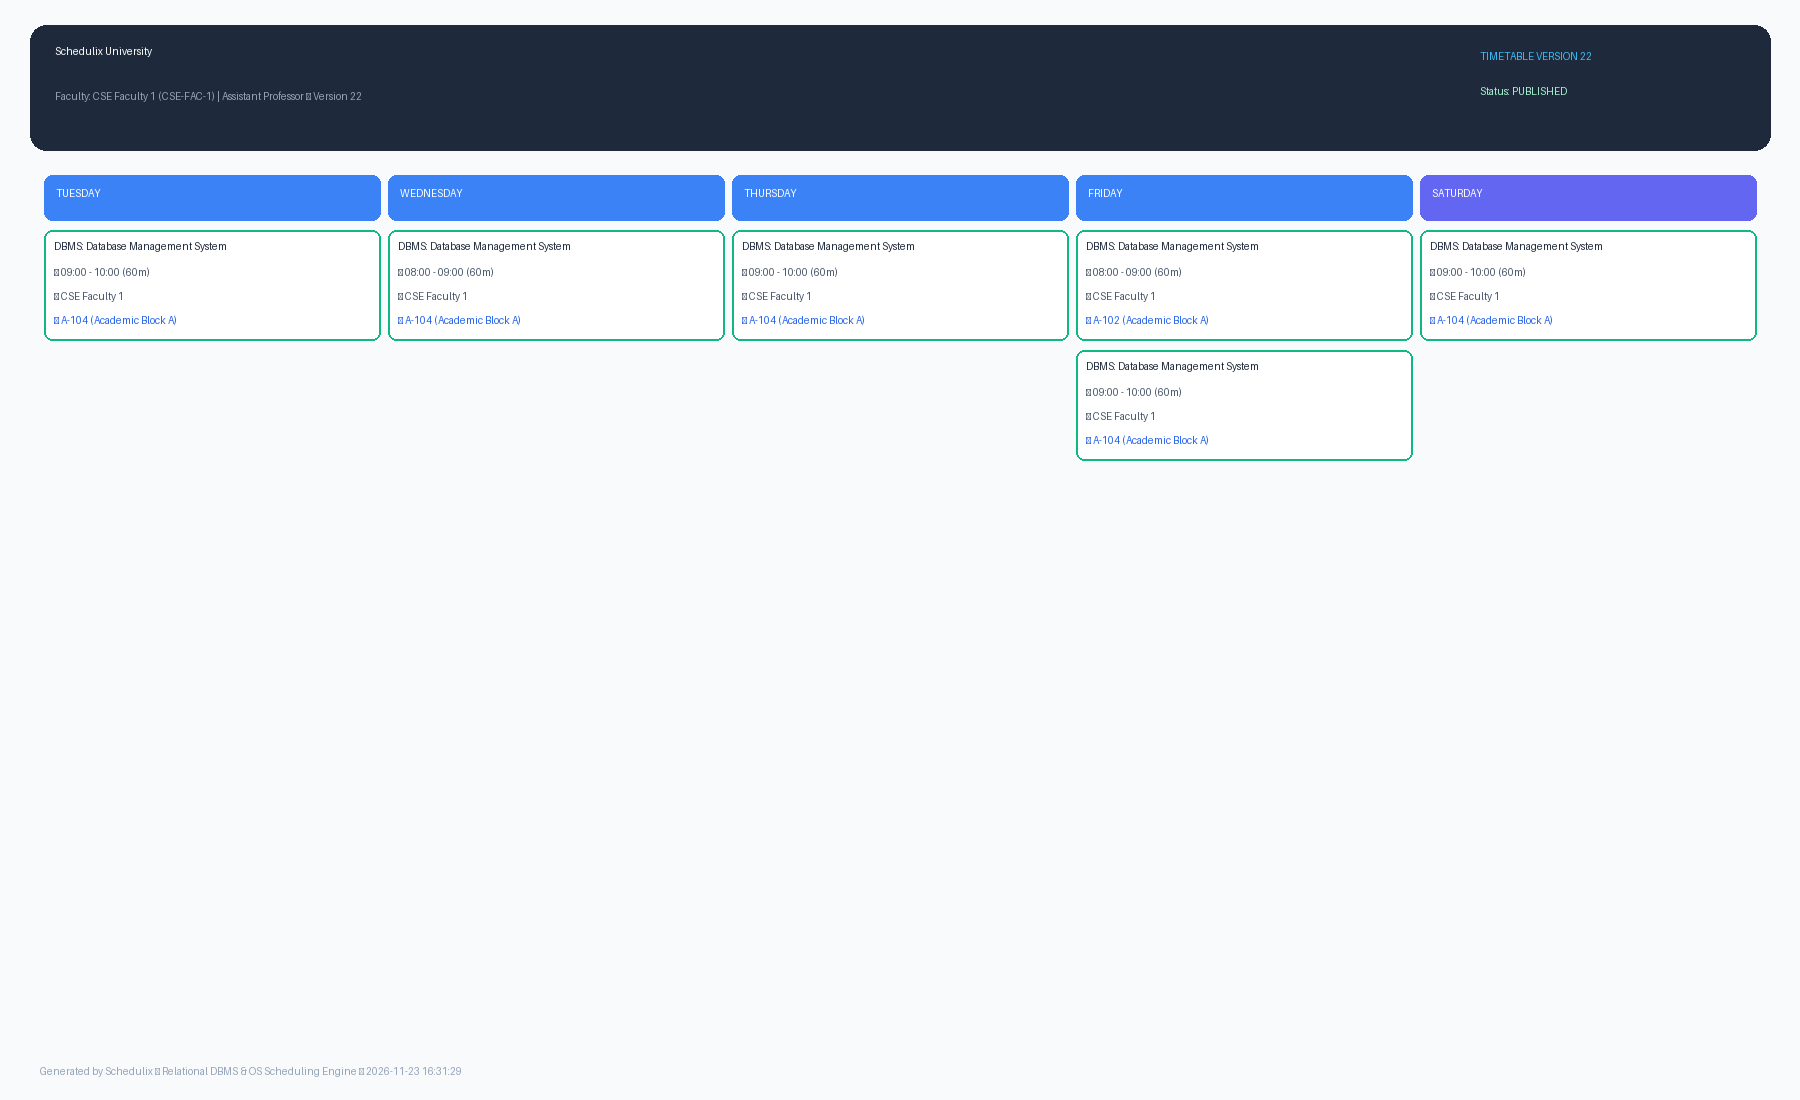 Schedulix University
Faculty: CSE Faculty 1 (CSE-FAC-1) | Assistant Professor ▯ Version 22
TIMETABLE VERSION 22
Status: PUBLISHED
TUESDAY
DBMS: Database Management System
▯ 09:00 - 10:00 (60m)
▯ CSE Faculty 1
▯ A-104 (Academic Block A)
WEDNESDAY
DBMS: Database Management System
▯ 08:00 - 09:00 (60m)
▯ CSE Faculty 1
▯ A-104 (Academic Block A)
THURSDAY
DBMS: Database Management System
▯ 09:00 - 10:00 (60m)
▯ CSE Faculty 1
▯ A-104 (Academic Block A)
FRIDAY
DBMS: Database Management System
▯ 08:00 - 09:00 (60m)
▯ CSE Faculty 1
▯ A-102 (Academic Block A)
DBMS: Database Management System
▯ 09:00 - 10:00 (60m)
▯ CSE Faculty 1
▯ A-104 (Academic Block A)
SATURDAY
DBMS: Database Management System
▯ 09:00 - 10:00 (60m)
▯ CSE Faculty 1
▯ A-104 (Academic Block A)
Generated by Schedulix ▯ Relational DBMS & OS Scheduling Engine ▯ 2026-11-23 16:31:29